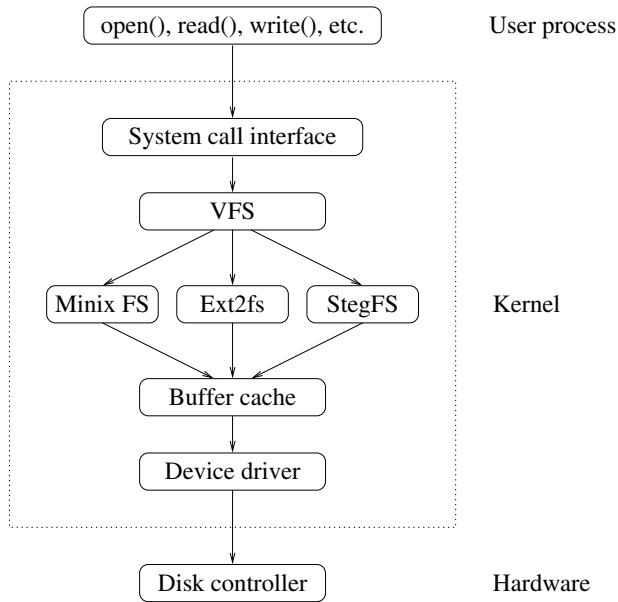 open(), read(), write(), etc.
User process
System call interface
VFS
Minix FS
Ext2fs
StegFS
Kernel
Buffer cache
Device driver
Disk controller
Hardware